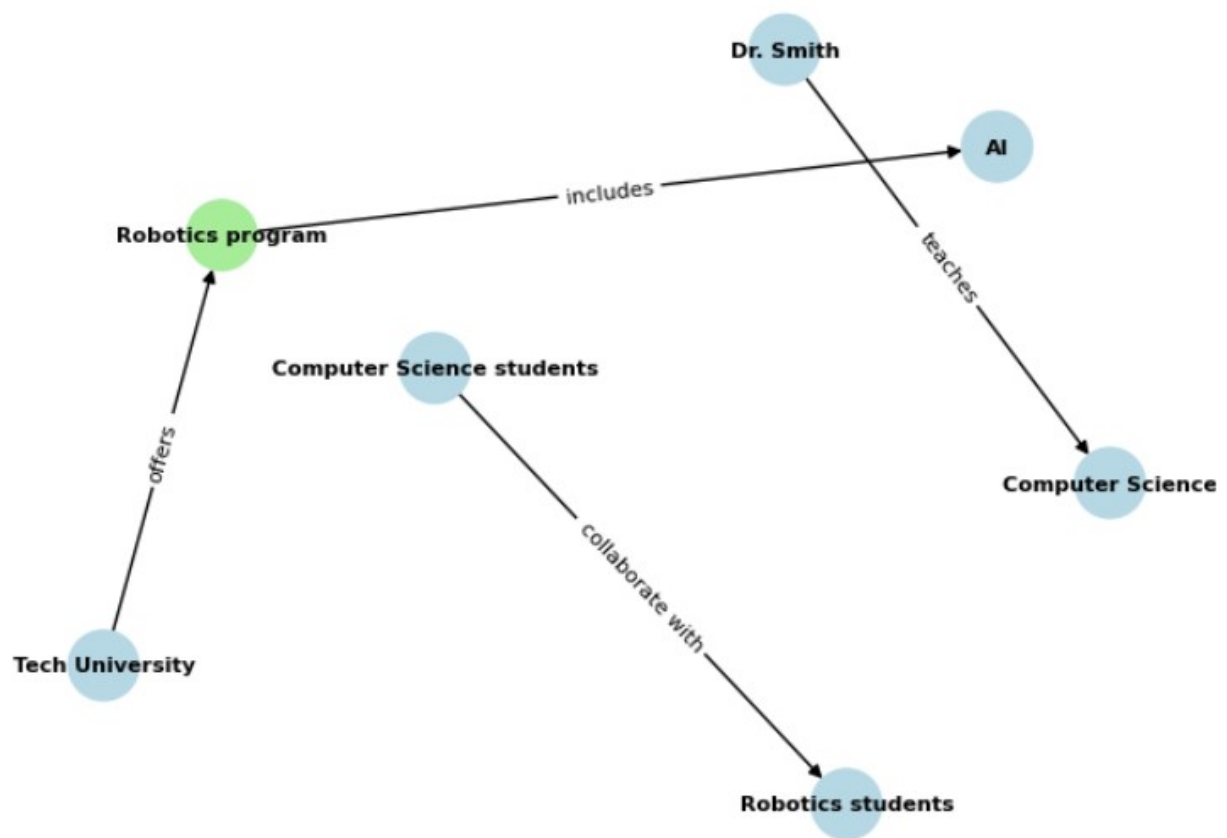 Dr. Smith
AI
includes
Robotics program
teaches
Computer Science students
offers
Computer Science
collaborate with
Tech University
Robotics students